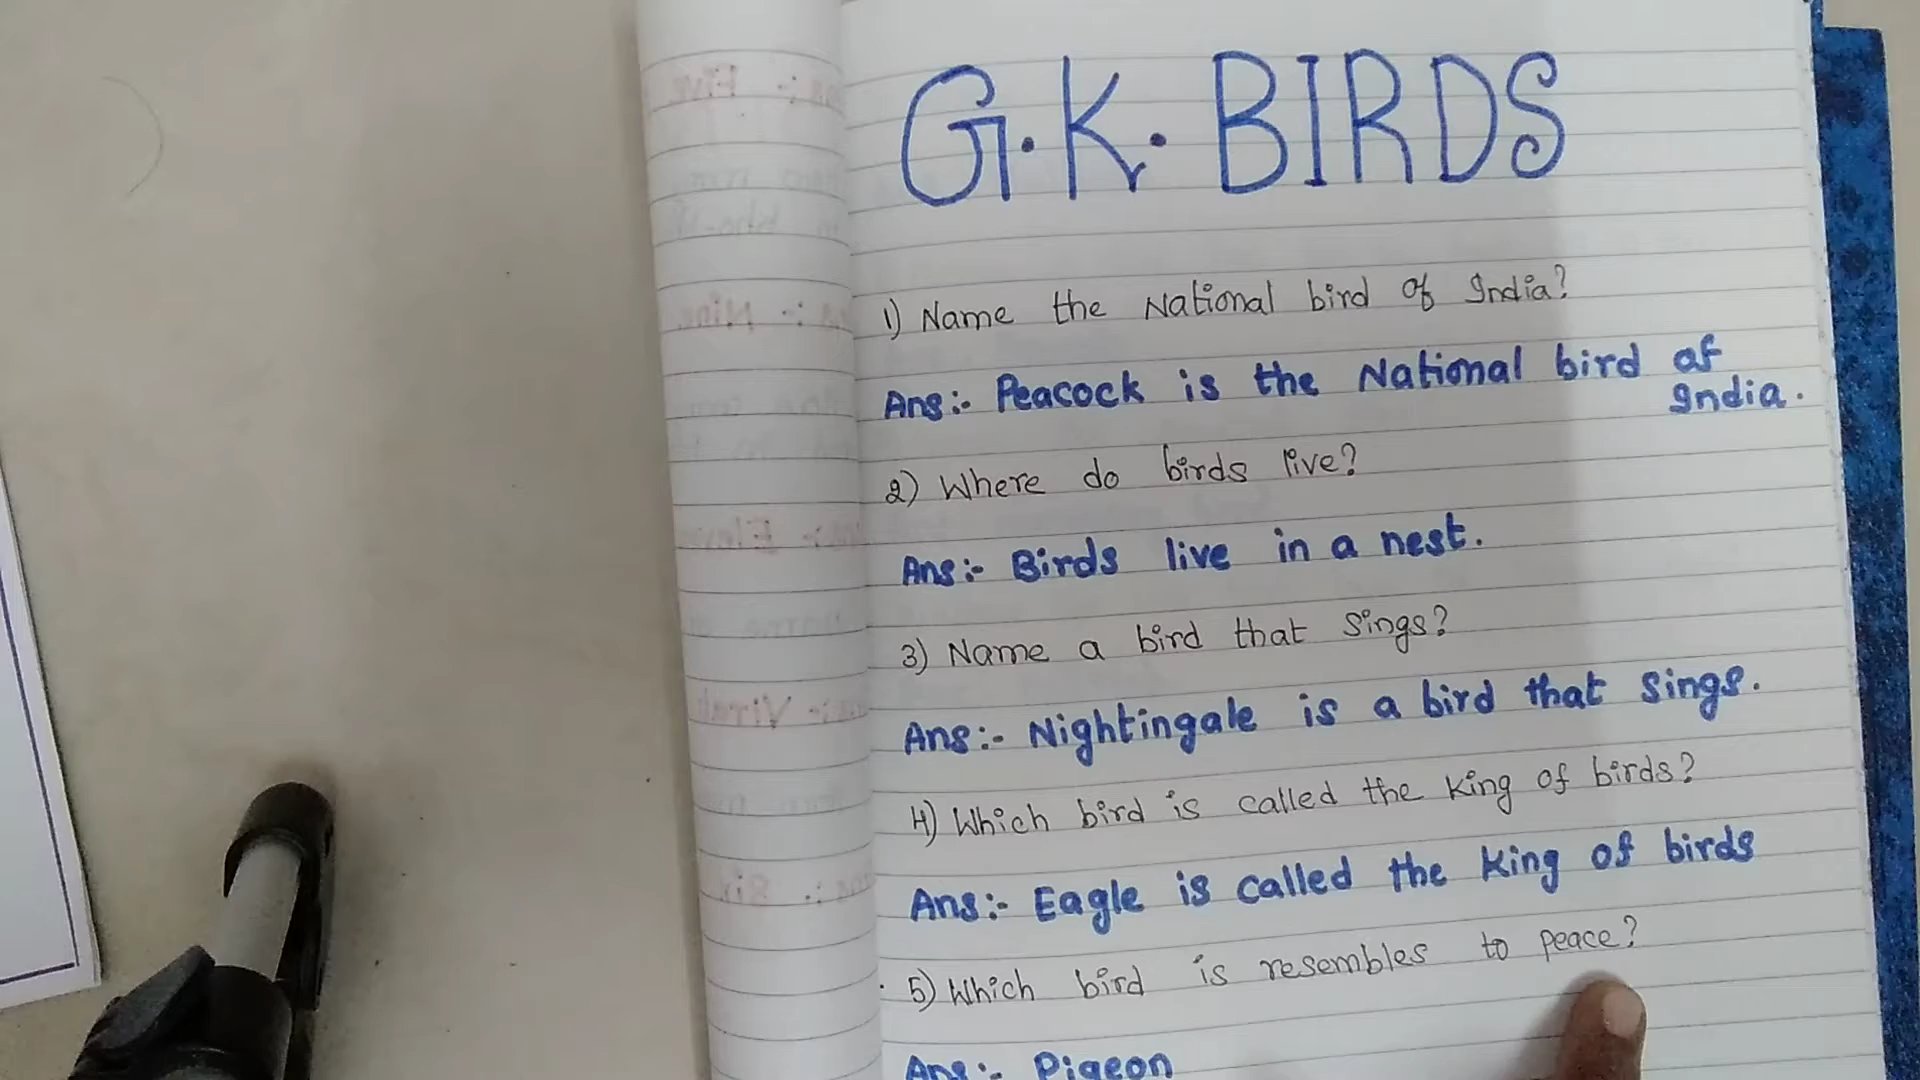 G.K. BIRDS
1) Name the National bird of India?
Ans:- Peacock is the National bird of
India.
2) Where do birds live?
Ans:- Birds live in a nest.
3) Name a bird that Sings?
Ans:- Nightingale is a bird that Sings.
4) Which bird is called the King of birds?
Ans:- Eagle is called the King of birds
5) Which bird is resembles to peace?
Ans:- Pigeon